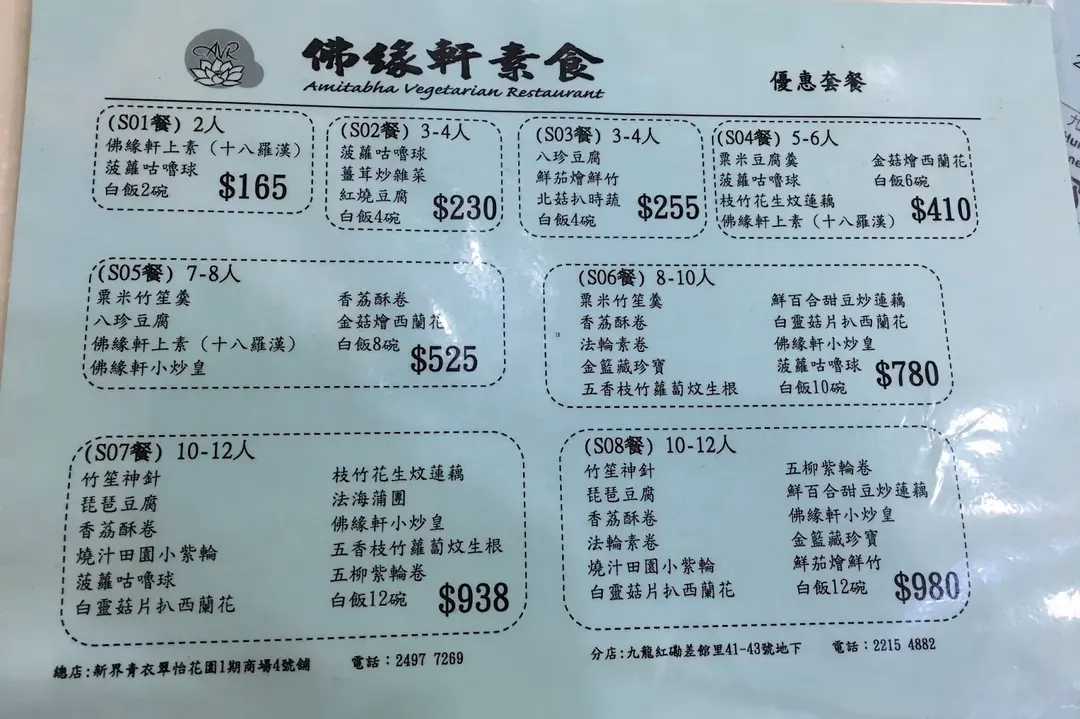 AVR
佛緣軒素食
Amitabha Vegetarian Restaurant
優惠套餐
(S01餐) 2人
佛緣軒上素(十八羅漢)
菠蘿咕嚕球
白飯2碗
$165
(S02餐) 3-4人
菠蘿咕嚕球
薑茸炒雜菜
紅燒豆腐
白飯4碗
$230
(S03餐) 3-4人
八珍豆腐
鮮茄燴鮮竹
北菇扒時蔬
白飯4碗
$255
(S04餐) 5-6人
粟米豆腐羹
菠蘿咕嚕球
枝竹花生炆蓮藕
佛緣軒上素(十八羅漢)
金菇燴西蘭花
白飯6碗
$410
(S05餐) 7-8人
粟米竹笙羹
八珍豆腐
佛緣軒上素(十八羅漢)
佛緣軒小炒皇
香荔酥卷
金菇燴西蘭花
白飯8碗
$525
(S06餐) 8-10人
粟米竹笙羹
香荔酥卷
法輪素卷
金籃藏珍寶
五香枝竹蘿蔔炆生根
鮮百合甜豆炒蓮藕
白靈菇片扒西蘭花
佛緣軒小炒皇
菠蘿咕嚕球
白飯10碗
$780
(S07餐) 10-12人
竹笙神針
琵琶豆腐
香荔酥卷
燒汁田園小紫輪
菠蘿咕嚕球
白靈菇片扒西蘭花
枝竹花生炆蓮藕
法海蒲團
佛緣軒小炒皇
五香枝竹蘿蔔炆生根
五柳紫輪卷
白飯12碗
$938
(S08餐) 10-12人
竹笙神針
琵琶豆腐
香荔酥卷
法輪素卷
燒汁田園小紫輪
白靈菇片扒西蘭花
五柳紫輪卷
鮮百合甜豆炒蓮藕
佛緣軒小炒皇
金籃藏珍寶
鮮茄燴鮮竹
白飯12碗
$980
總店:新界青衣翠怡花園1期商場4號舖 電話:2497 7269
分店:九龍紅磡差館里41-43號地下 電話:2215 4882